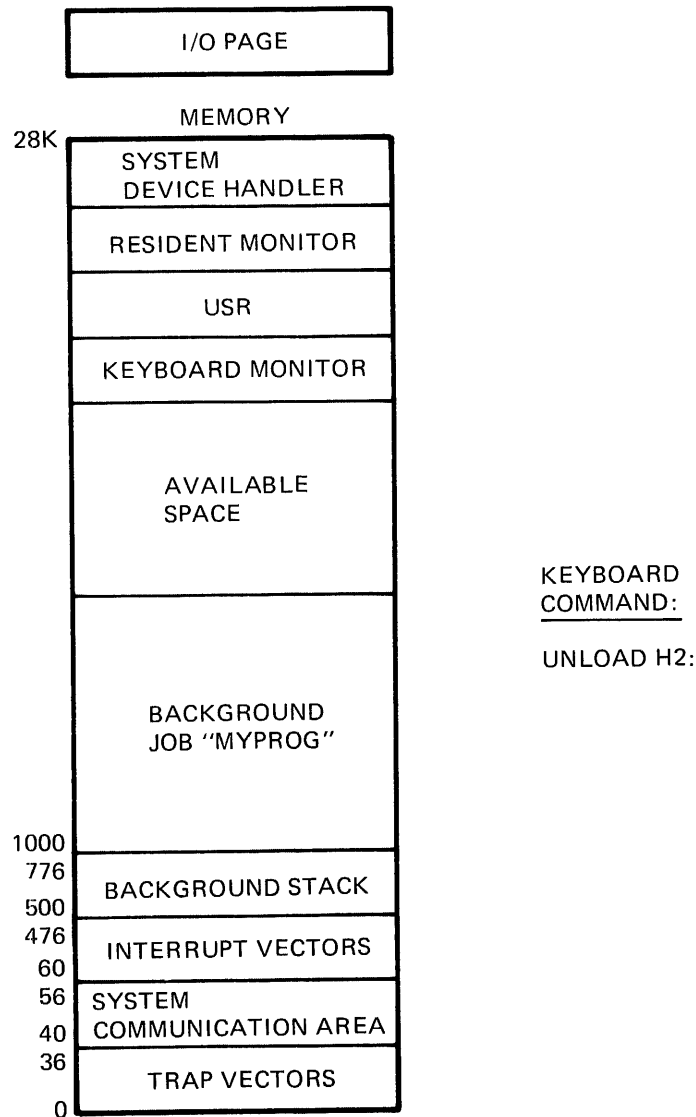 I/O PAGE
MEMORY
28K
SYSTEM
DEVICE HANDLER
RESIDENT MONITOR
USR
KEYBOARD MONITOR
AVAILABLE
SPACE
KEYBOARD
COMMAND:
UNLOAD H2:
BACKGROUND
JOB "MYPROG"
1000
776
BACKGROUND STACK
500
476
INTERRUPT VECTORS
60
56
SYSTEM
COMMUNICATION AREA
40
36
TRAP VECTORS
0